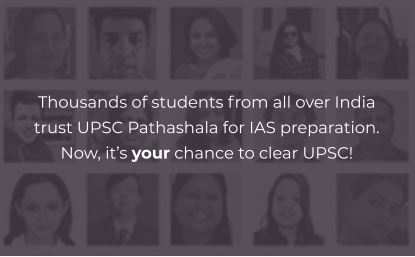 Thousands of students from all over India
trust UPSC Pathashala for IAS preparation.
Now, it's your chance to clear UPSC!